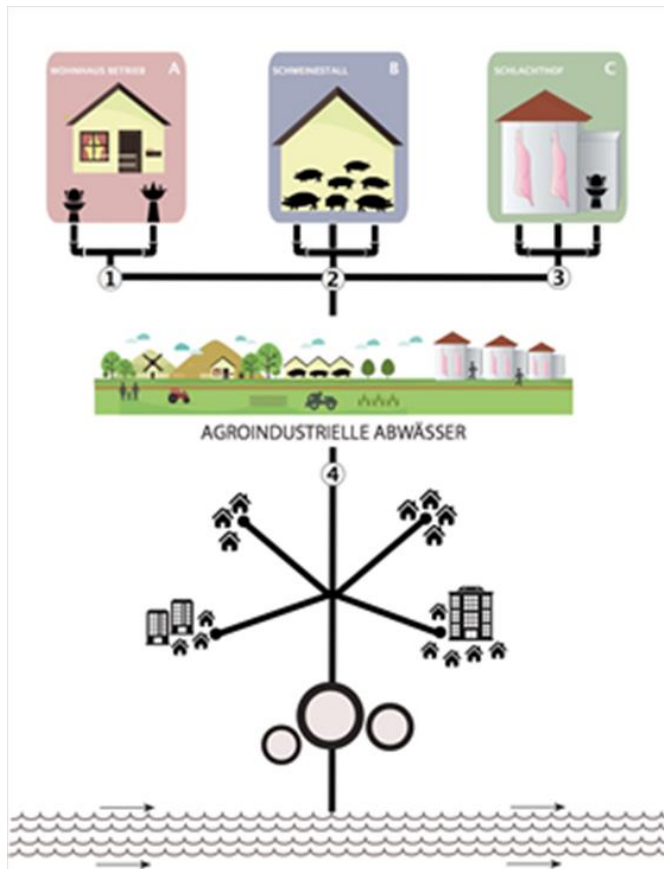 WOHNHAUS BETRIEB A
SCHWEINESTALL B
SCHLACHTHOF C
1
2
3
AGROINDUSTRIELLE ABWÄSSER
4